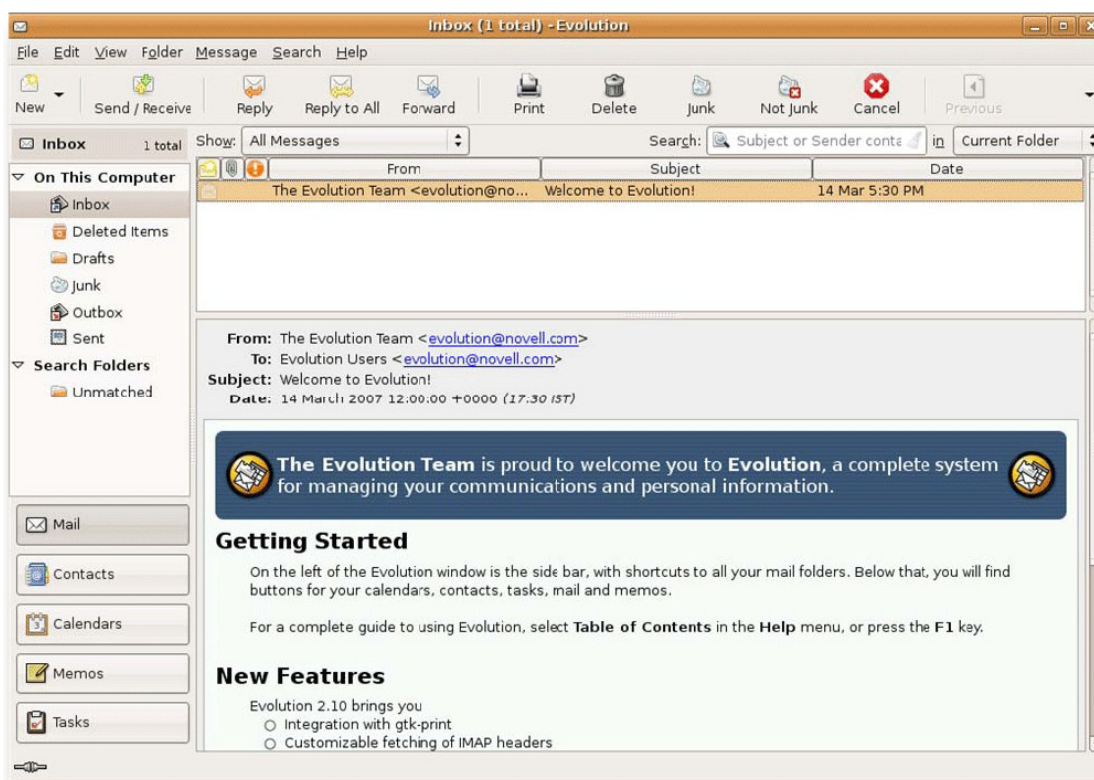 Inbox (1 total) - Evolution
File Edit View Folder Message Search Help
New Send / Receive Reply Reply to All Forward Print Delete Junk Not Junk Cancel Previous
Inbox 1 total
Show: All Messages Search: Subject or Sender conta in Current Folder
On This Computer
Inbox
Deleted Items
Drafts
Junk
Outbox
Sent
Search Folders
Unmatched
Mail
Contacts
Calendars
Memos
Tasks
From Subject Date
The Evolution Team <evolution@no... Welcome to Evolution! 14 Mar 5:30 PM
From: The Evolution Team <evolution@novell.com>
To: Evolution Users <evolution@novell.com>
Subject: Welcome to Evolution!
Date: 14 March 2007 12:00:00 +0000 (17:30 IST)
The Evolution Team is proud to welcome you to Evolution, a complete system
for managing your communications and personal information.
Getting Started
On the left of the Evolution window is the side bar, with shortcuts to all your mail folders. Below that, you will find
buttons for your calendars, contacts, tasks, mail and memos.
For a complete guide to using Evolution, select Table of Contents in the Help menu, or press the F1 key.
New Features
Evolution 2.10 brings you
Integration with gtk-print
Customizable fetching of IMAP headers